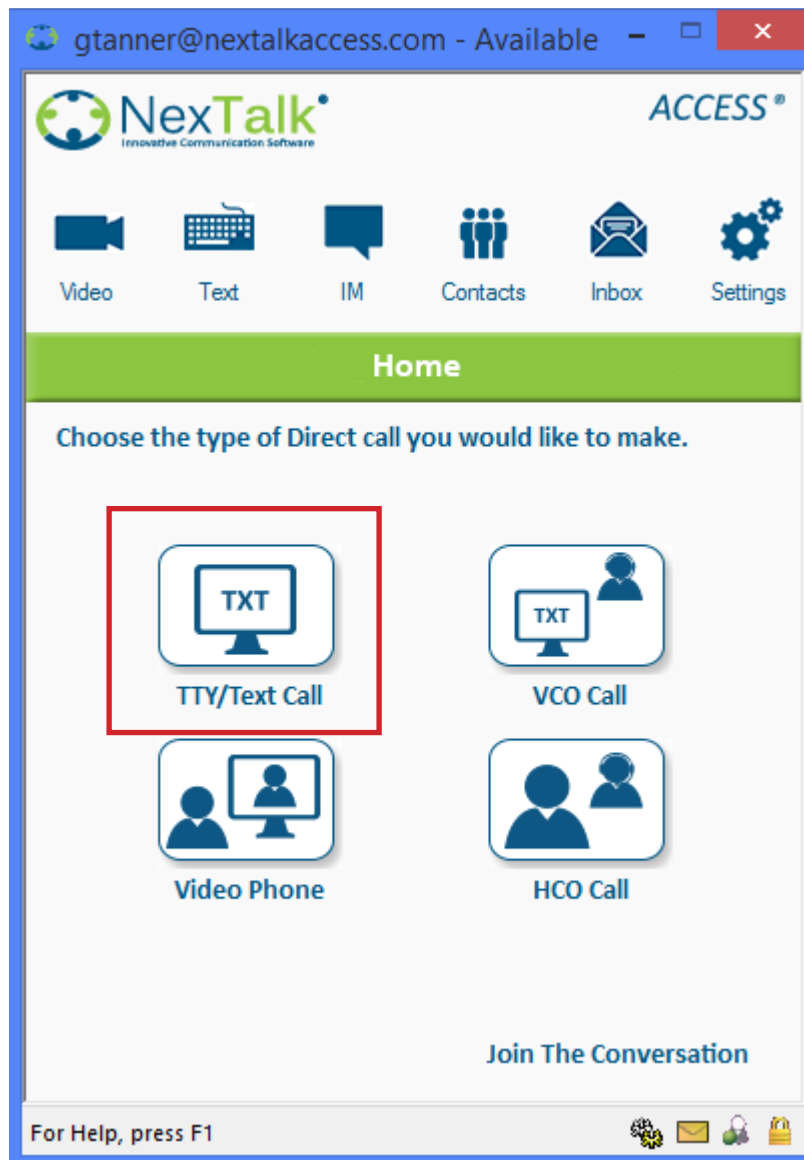 gtanner@nextalkaccess.com - Available
NexTalk
Innovative Communication Software
ACCESS ®
Video Text IM Contacts Inbox Settings
Home
Choose the type of Direct call you would like to make.
TXT TXT
TTY/Text Call VCO Call
Video Phone HCO Call
Join The Conversation
For Help, press F1